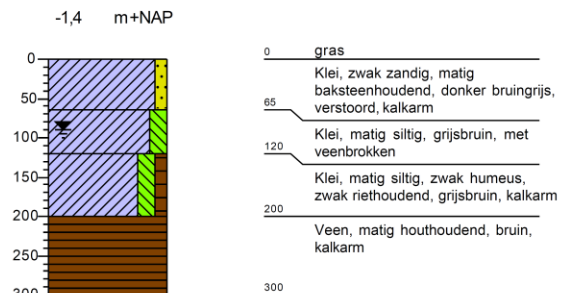 -1,4 m+NAP
0
50
100
150
200
250
300
0 gras
Klei, zwak zandig, matig
baksteenhoudend, donker bruingrijs,
verstoord, kalkarm
65
Klei, matig siltig, grijsbruin, met
veenbrokken
120
Klei, matig siltig, zwak humeus,
zwak riethoudend, grijsbruin, kalkarm
200
Veen, matig houthoudend, bruin,
kalkarm
300